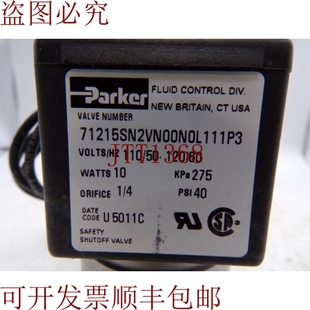 盗图必究
Parker
FLUID CONTROL DIV.
NEW BRITAIN, CT USA
VALVE NUMBER
71215SN2VN00N0L111P3
VOLTS/HZ 110/50-120/60
JTT1368
WATTS 10 KPa 275
ORIFICE 1/4 PSI 40
DATE CODE U5011C
SAFETY
SHUTOFF VALVE
可开发票顺丰包邮